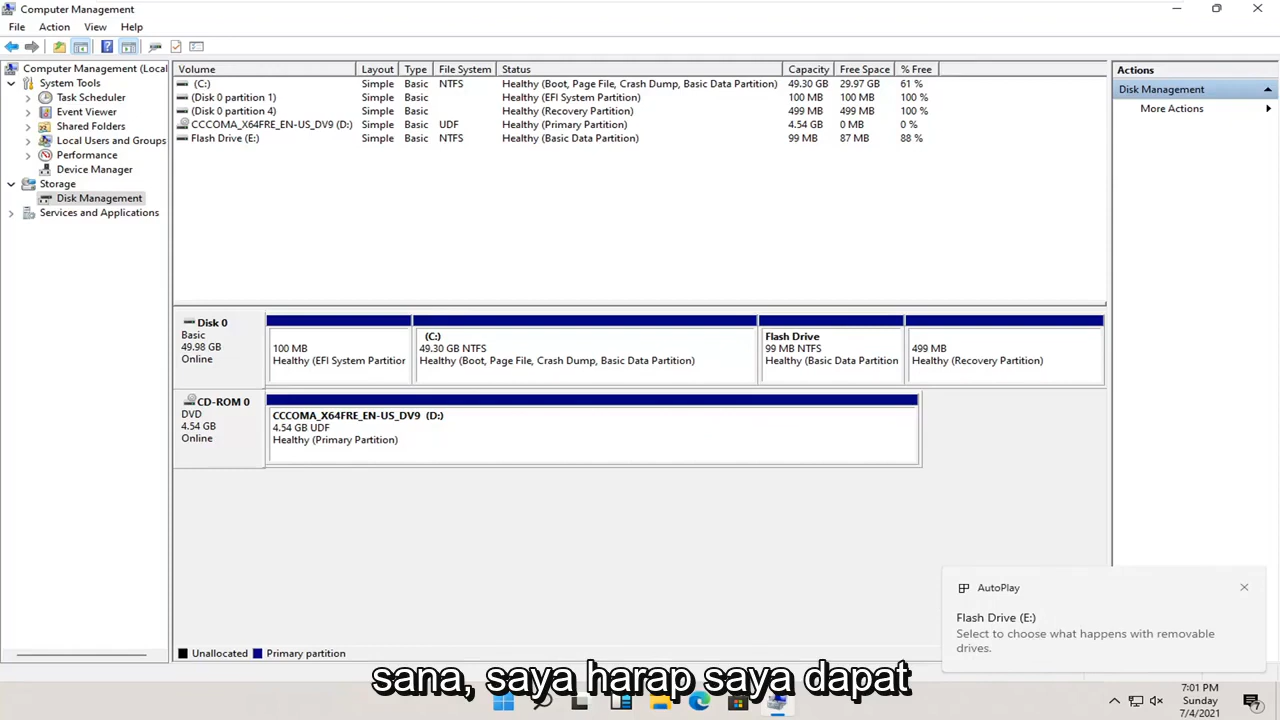 Computer Management
File Action View Help
Computer Management (Local
System Tools
Task Scheduler
Event Viewer
Shared Folders
Local Users and Groups
Performance
Device Manager
Storage
Disk Management
Services and Applications
Volume Layout Type File System Status Capacity Free Space % Free
(C:) Simple Basic NTFS Healthy (Boot, Page File, Crash Dump, Basic Data Partition) 49.30 GB 29.97 GB 61 %
(Disk 0 partition 1) Simple Basic Healthy (EFI System Partition) 100 MB 100 MB 100 %
(Disk 0 partition 4) Simple Basic Healthy (Recovery Partition) 499 MB 499 MB 100 %
CCCOMA_X64FRE_EN-US_DV9 (D:) Simple Basic UDF Healthy (Primary Partition) 4.54 GB 0 MB 0 %
Flash Drive (E:) Simple Basic NTFS Healthy (Basic Data Partition) 99 MB 87 MB 88 %
Actions
Disk Management
More Actions
Disk 0
Basic
49.98 GB
Online
100 MB
Healthy (EFI System Partitior
(C:)
49.30 GB NTFS
Healthy (Boot, Page File, Crash Dump, Basic Data Partition)
Flash Drive
99 MB NTFS
Healthy (Basic Data Partition
499 MB
Healthy (Recovery Partition)
CD-ROM 0
DVD
4.54 GB
Online
CCCOMA_X64FRE_EN-US_DV9 (D:)
4.54 GB UDF
Healthy (Primary Partition)
Unallocated Primary partition
AutoPlay
Flash Drive (E:)
Select to choose what happens with removable
drives.
sana, saya harap saya dapat
7:01 PM
Sunday
7/4/2021
7